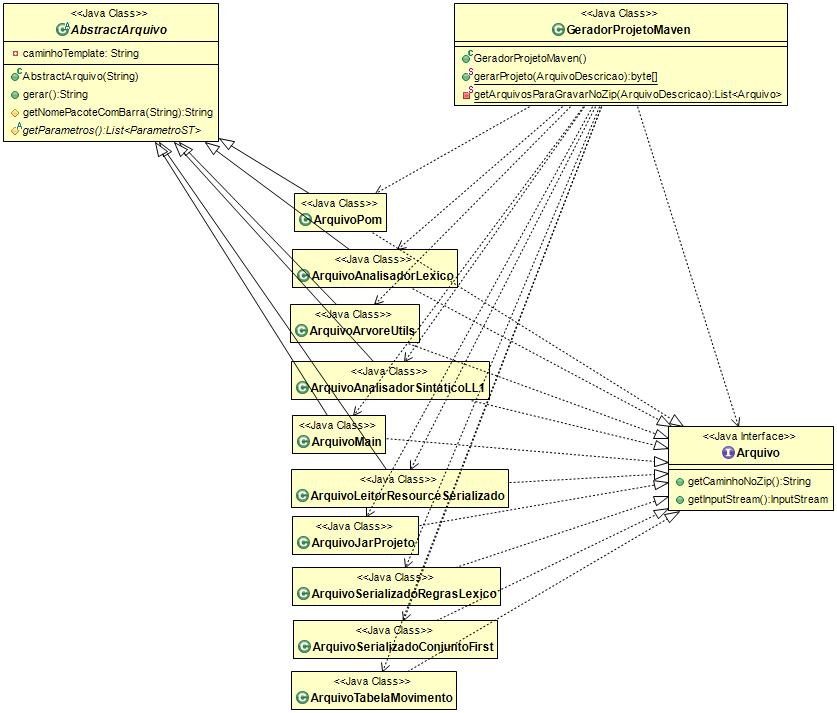 <<Java Class>>
AbstractArquivo
caminhoTemplate: String
AbstractArquivo(String)
gerar():String
getNomePacoteComBarra(String):String
getParametros():List<ParametroST>
<<Java Class>>
GeradorProjetoMaven
GeradorProjetoMaven()
gerarProjeto(ArquivoDescricao):byte[]
getArquivosParaGravarNoZip(ArquivoDescricao):List<Arquivo>
<<Java Class>>
ArquivoPom
<<Java Class>>
ArquivoAnalisadorLexico
<<Java Class>>
ArquivoArvoreUtils
<<Java Class>>
ArquivoAnalisadorSintaticoLL1
<<Java Class>>
ArquivoMain
<<Java Class>>
ArquivoLeitorResourceSerializado
<<Java Class>>
ArquivoJarProjeto
<<Java Class>>
ArquivoSerializadoRegrasLexico
<<Java Class>>
ArquivoSerializadoConjuntoFirst
<<Java Class>>
ArquivoTabelaMovimento
<<Java Interface>>
Arquivo
getCaminhoNoZip():String
getInputStream():InputStream